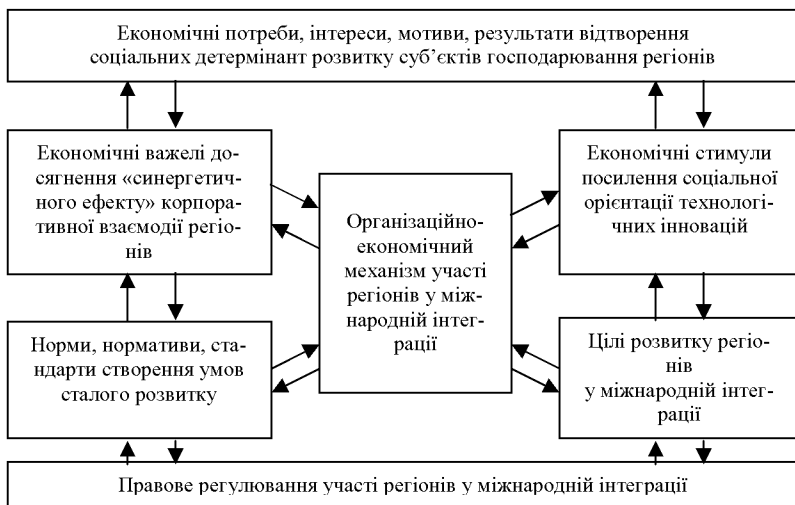 Економічні потреби, інтереси, мотиви, результати відтворення
соціальних детермінант розвитку суб’єктів господарювання регіонів
Економічні важелі до-
сягнення «синергетич-
ного ефекту» корпора-
тивної взаємодії регіо-
нів
Організаційно-
економічний
механізм участі
регіонів у між-
народній інтег-
рації
Економічні стимули
посилення соціальної
орієнтації технологі-
чних інновацій
Норми, нормативи, ста-
ндарти створення умов
сталого розвитку
Цілі розвитку регіо-
нів
у міжнародній інтег-
рації
Правове регулювання участі регіонів у міжнародній інтеграції